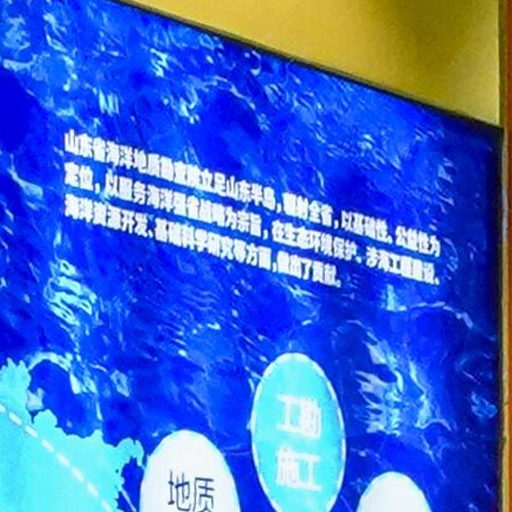 山东省海洋地质勘查院立足山东半岛，辐射全省，以基础性、公益性为
定位，以服务海洋强省战略为宗旨，在生态环境保护、涉海工程建设、
海洋资源开发、基础科学研究等方面，做出了贡献。
工勘
施工
地质